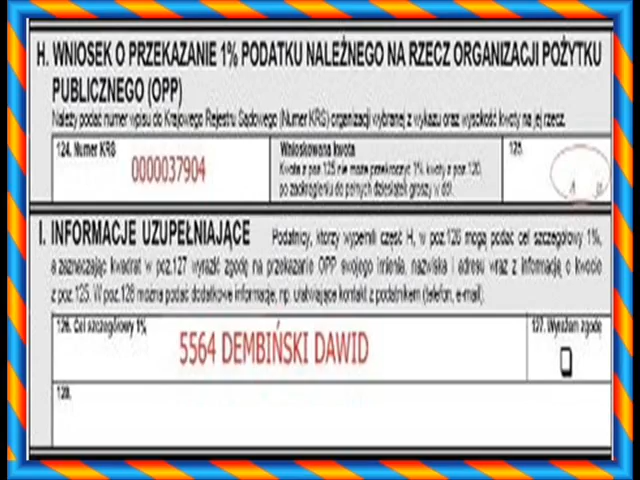 H. WNIOSEK O PRZEKAZANIE 1% PODATKU NALEŻNEGO NA RZECZ ORGANIZACJI POŻYTKU
PUBLICZNEGO (OPP)
Należy podać numer wpisu do Krajowego Rejestru Sądowego (Numer KRS) organizacji wybranej z wykazu oraz wysokość kwoty na jej rzecz.
124. Numer KRS
0000037904
Wnioskowana kwota
Kwota z poz.125 nie może przekroczyć 1% kwoty z poz.120,
po zaokrągleniu do pełnych dziesiątek groszy w dół.
125.
I. INFORMACJE UZUPEŁNIAJĄCE Podatnicy, którzy wypełnili część H, w poz.126 mogą podać cel szczegółowy 1%,
a zaznaczając kwadrat w poz.127 wyrazić zgodę na przekazanie OPP swojego imienia, nazwiska i adresu wraz z informacją o kwocie
z poz.125. W poz.128 można podać dodatkowe informacje, np. ułatwiające kontakt z podatnikiem (telefon, e-mail).
126. Cel szczegółowy 1%
5564 DEMBIŃSKI DAWID
127. Wyrażam zgodę
128.